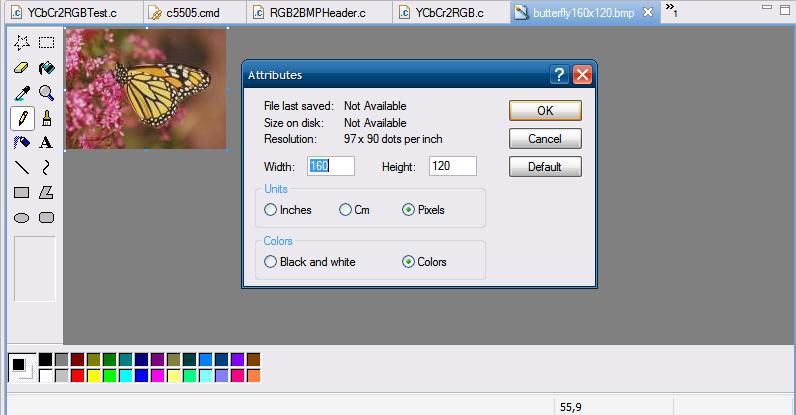 YCbCr2RGBTest.c c5505.cmd RGB2BMPHeader.c YCbCr2RGB.c butterfly160x120.bmp 1
Attributes
File last saved: Not Available
Size on disk: Not Available
Resolution: 97 x 90 dots per inch
OK
Cancel
Width: 160 Height: 120
Default
Units
Inches Cm Pixels
Colors
Black and white Colors
A
55,9